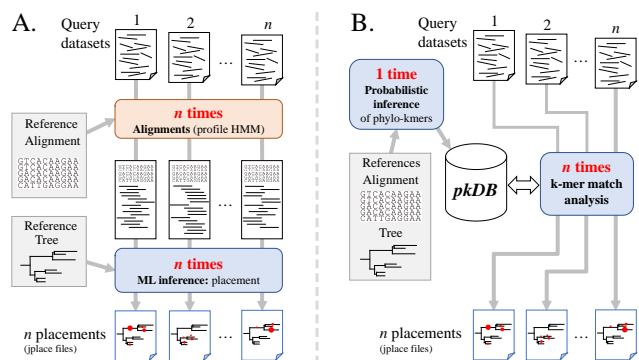 A.
Query
datasets
1
2
...
n
n times
Alignments (profile HMM)
Reference
Alignment
GTCACAAGAA
GTCACAAGAA
GACACAAGAA
GACACAAGAA
CATTGAGGAA
...
Reference
Tree
n times
ML inference: placement
n placements
(jplace files)
...
B.
Query
datasets
1
2
...
n
1 time
Probabilistic
inference
of phylo-kmers
References
Alignment
GTCACAAGAA
GTCACAAGAA
GACACAAGAA
GACACAAGAA
CATTGAGGAA
Tree
pkDB
n times
k-mer match
analysis
n placements
(jplace files)
...